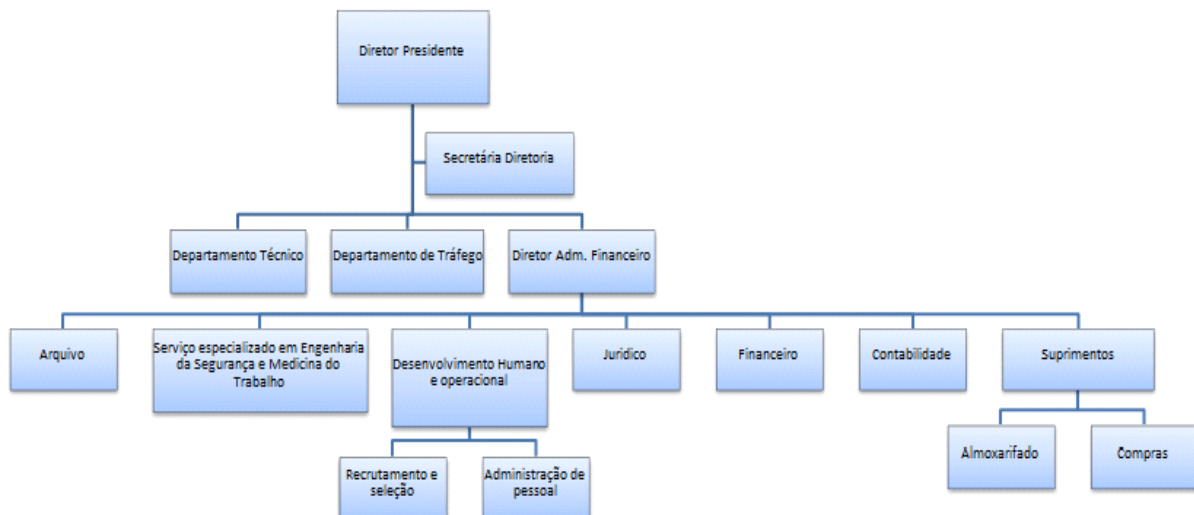 Diretor Presidente
Secretária Diretoria
Departamento Técnico
Departamento de Tráfego
Diretor Adm. Financeiro
Arquivo
Serviço especializado em Engenharia
da Segurança e Medicina do
Trabalho
Desenvolvimento Humano
e operacional
Jurídico
Financeiro
Contabilidade
Suprimentos
Recrutamento e
seleção
Administração de
pessoal
Almoxarifado
Compras